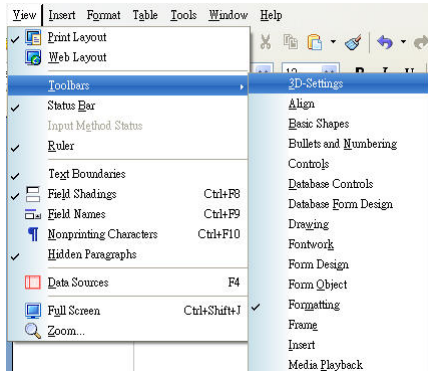 View Insert Format Table Tools Window Help
Print Layout
Web Layout
Toolbars
Status Bar
Input Method Status
Ruler
Text Boundaries
Field Shadings Ctrl+F8
Field Names Ctrl+F9
Nonprinting Characters Ctrl+F10
Hidden Paragraphs
Data Sources F4
Full Screen Ctrl+Shift+J
Zoom...
3D-Settings
Align
Basic Shapes
Bullets and Numbering
Controls
Database Controls
Database Form Design
Drawing
Fontwork
Form Design
Form Object
Formatting
Frame
Insert
Media Playback